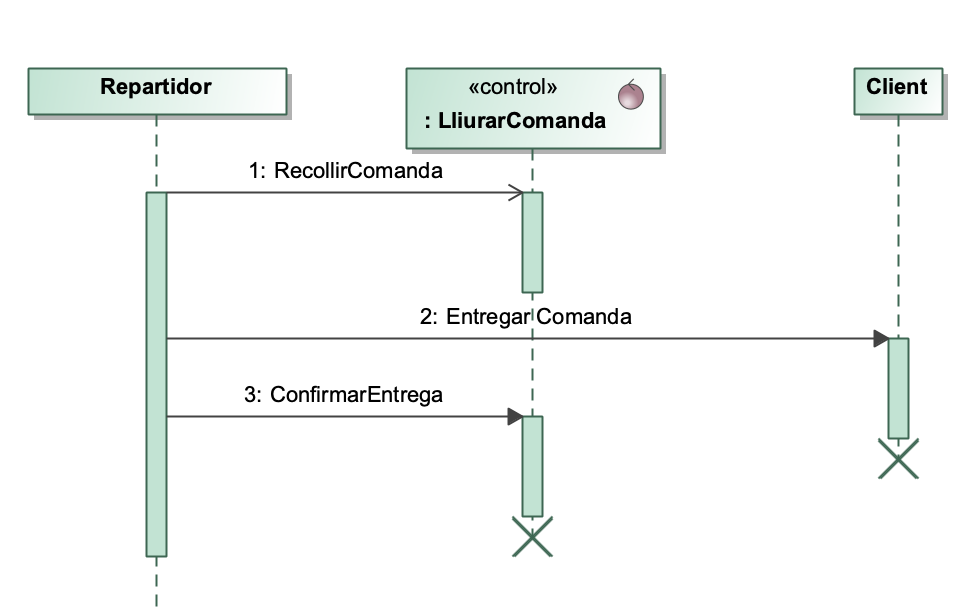 Repartidor
«control»
: LliurarComanda
Client
1: RecollirComanda
2: Entregar Comanda
3: ConfirmarEntrega